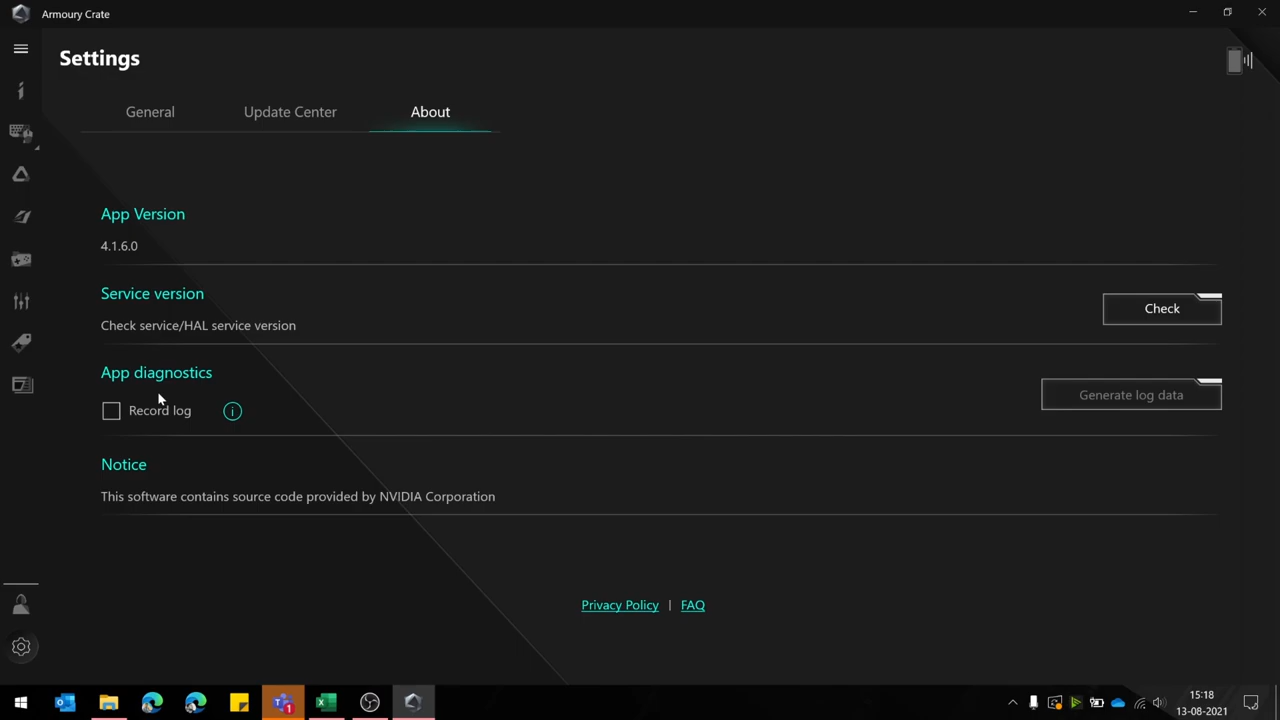 Armoury Crate
Settings
General
Update Center
About
App Version
4.1.6.0
Service version
Check service/HAL service version
Check
App diagnostics
Record log
Generate log data
Notice
This software contains source code provided by NVIDIA Corporation
Privacy Policy | FAQ
1
15:18
13-08-2021